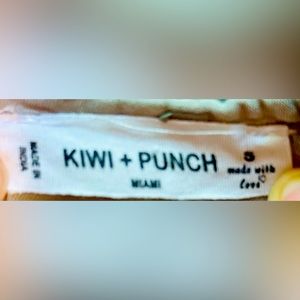 MADE IN
INDIA
KIWI + PUNCH
MIAMI
S
made with
love